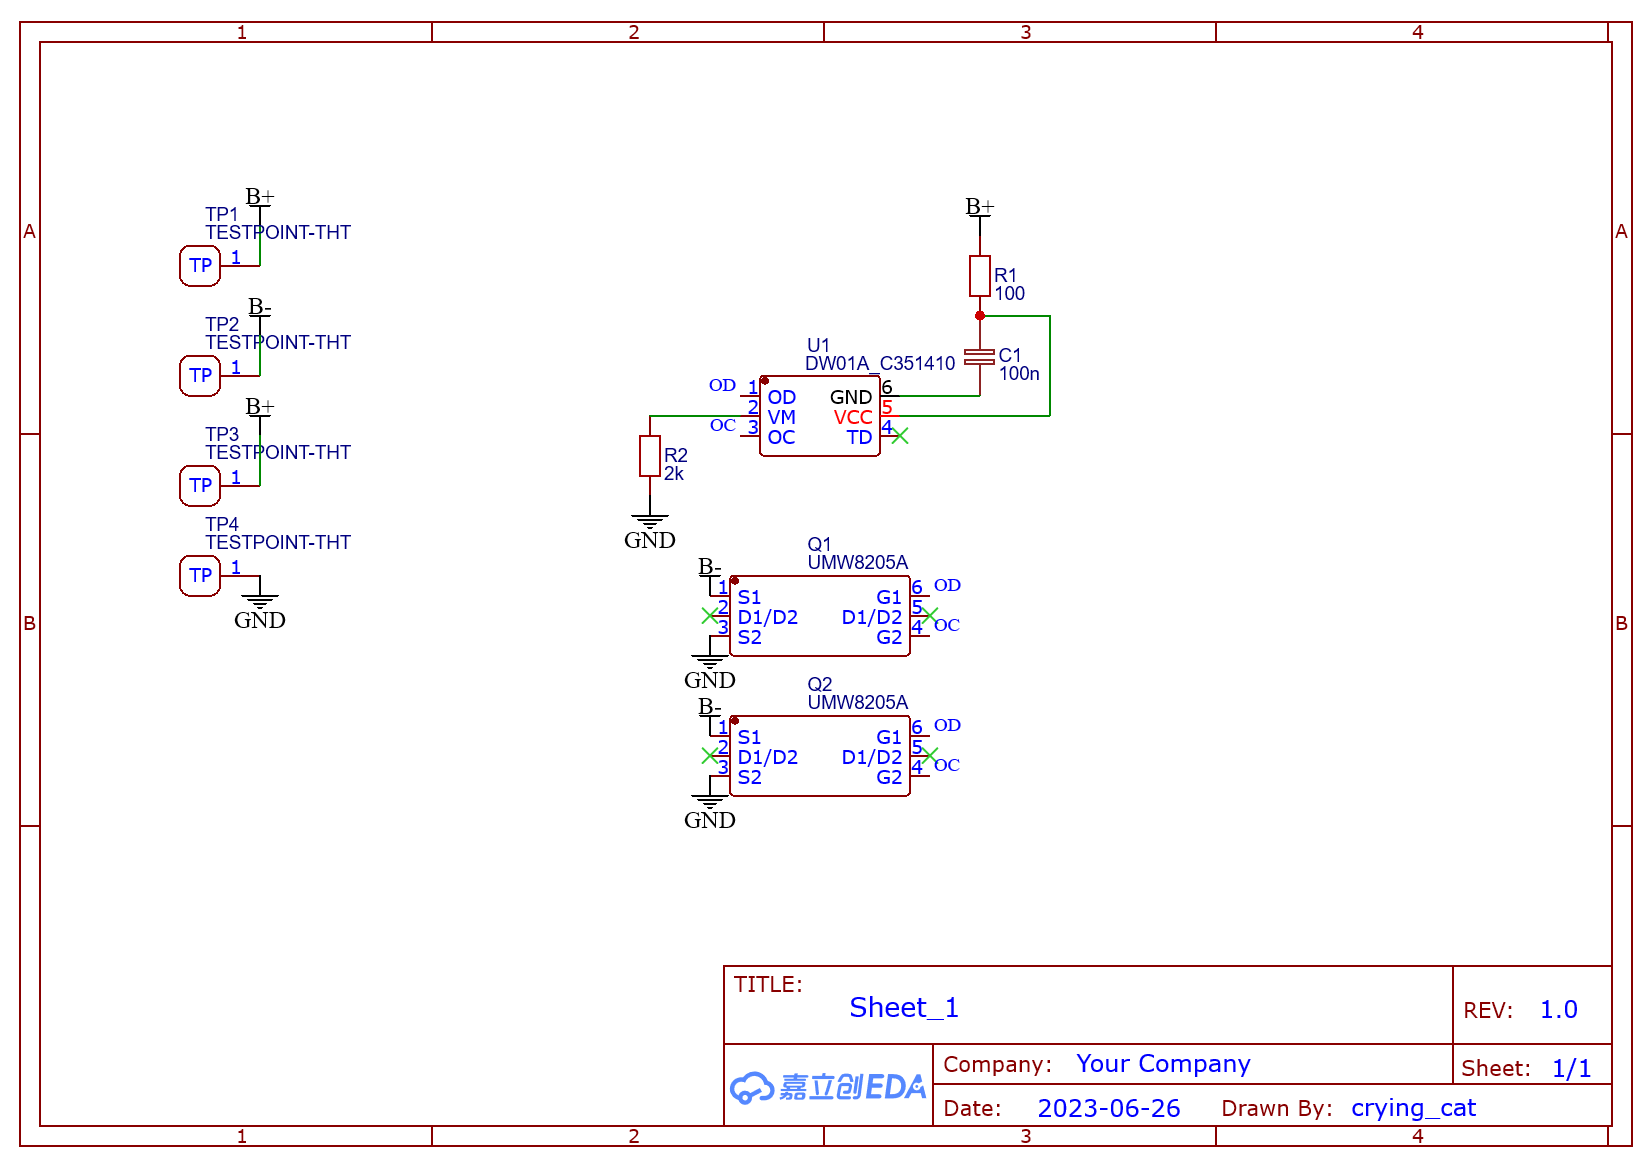 1 2 3 4
A A
B B
B+
TP1
TESTPOINT-THT
TP 1
B-
TP2
TESTPOINT-THT
TP 1
B+
TP3
TESTPOINT-THT
TP 1
TP4
TESTPOINT-THT
TP 1
GND
B+
R1
100
C1
100n
U1
DW01A_C351410
OD 1 OD GND 6
2 VM VCC 5
OC 3 OC TD 4
R2
2k
GND
Q1
UMW8205A
B-
1 S1 G1 6 OD
2 D1/D2 D1/D2 5
3 S2 G2 4 OC
GND
Q2
UMW8205A
B-
1 S1 G1 6 OD
2 D1/D2 D1/D2 5
3 S2 G2 4 OC
GND
TITLE:
Sheet_1
REV: 1.0
嘉立创EDA
Company: Your Company
Sheet: 1/1
Date: 2023-06-26 Drawn By: crying_cat
1 2 3 4